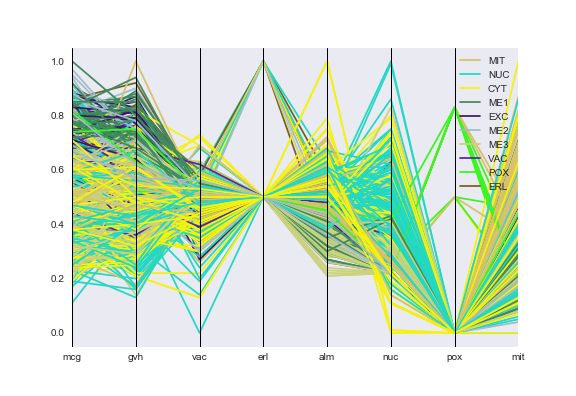 1.0
0.8
0.6
0.4
0.2
0.0
mcg gvh vac erl alm nuc pox mit
MIT
NUC
CYT
ME1
EXC
ME2
ME3
VAC
POX
ERL